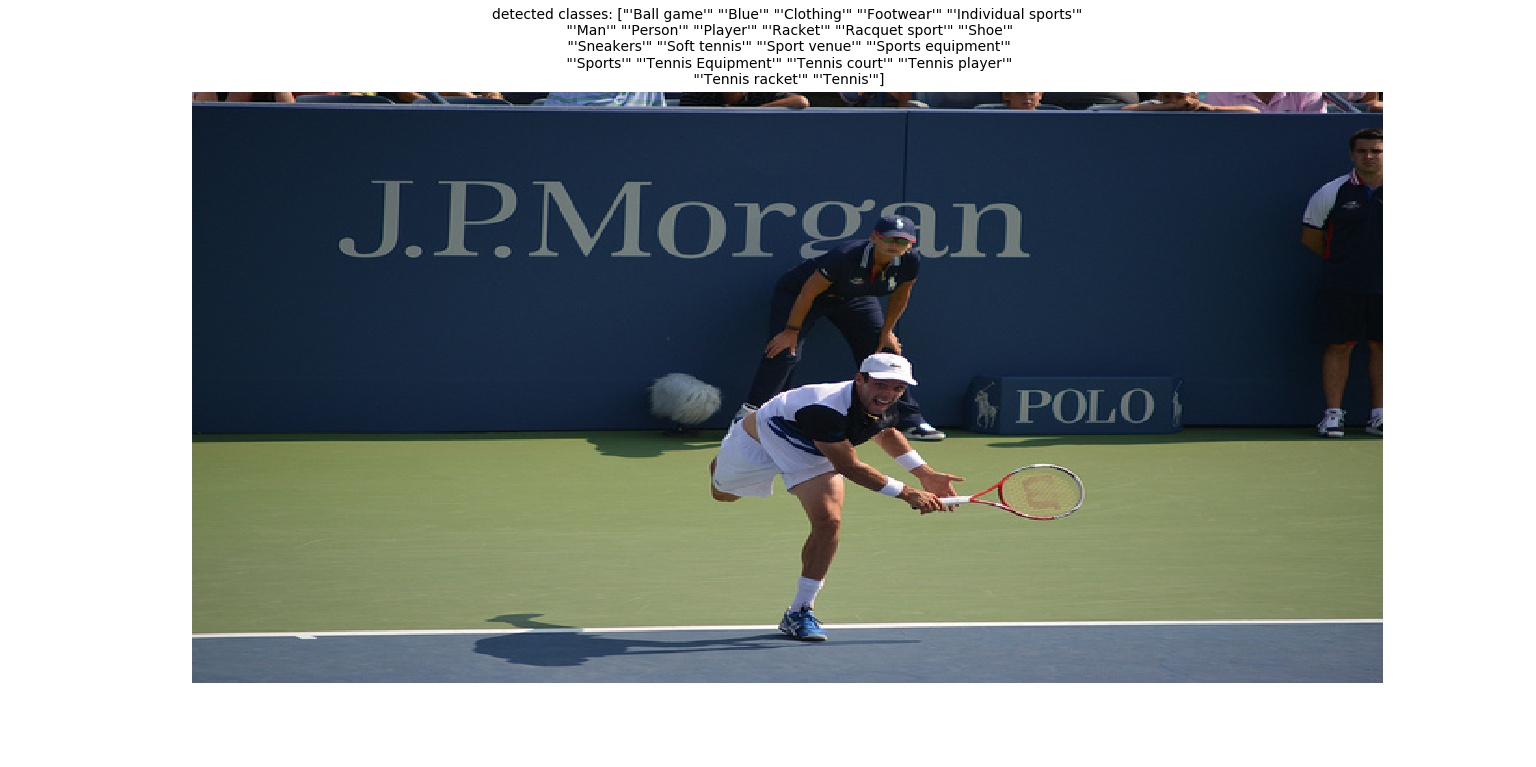 detected classes: ["'Ball game'" "'Blue'" "'Clothing'" "'Footwear'" "'Individual sports'"
"'Man'" "'Person'" "'Player'" "'Racket'" "'Racquet sport'" "'Shoe'"
"'Sneakers'" "'Soft tennis'" "'Sport venue'" "'Sports equipment'"
"'Sports'" "'Tennis Equipment'" "'Tennis court'" "'Tennis player'"
"'Tennis racket'" "'Tennis'"]
J.P.Morgan
POLO